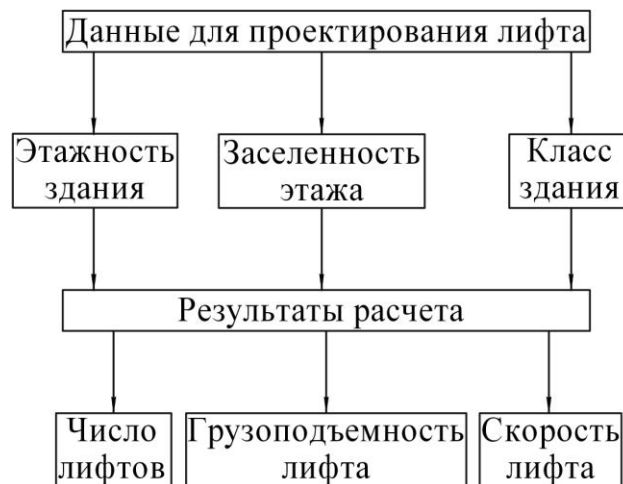 Данные для проектирования лифта
Этажность
здания
Заселенность
этажа
Класс
здания
Результаты расчета
Число
лифтов
Грузоподъемность
лифта
Скорость
лифта